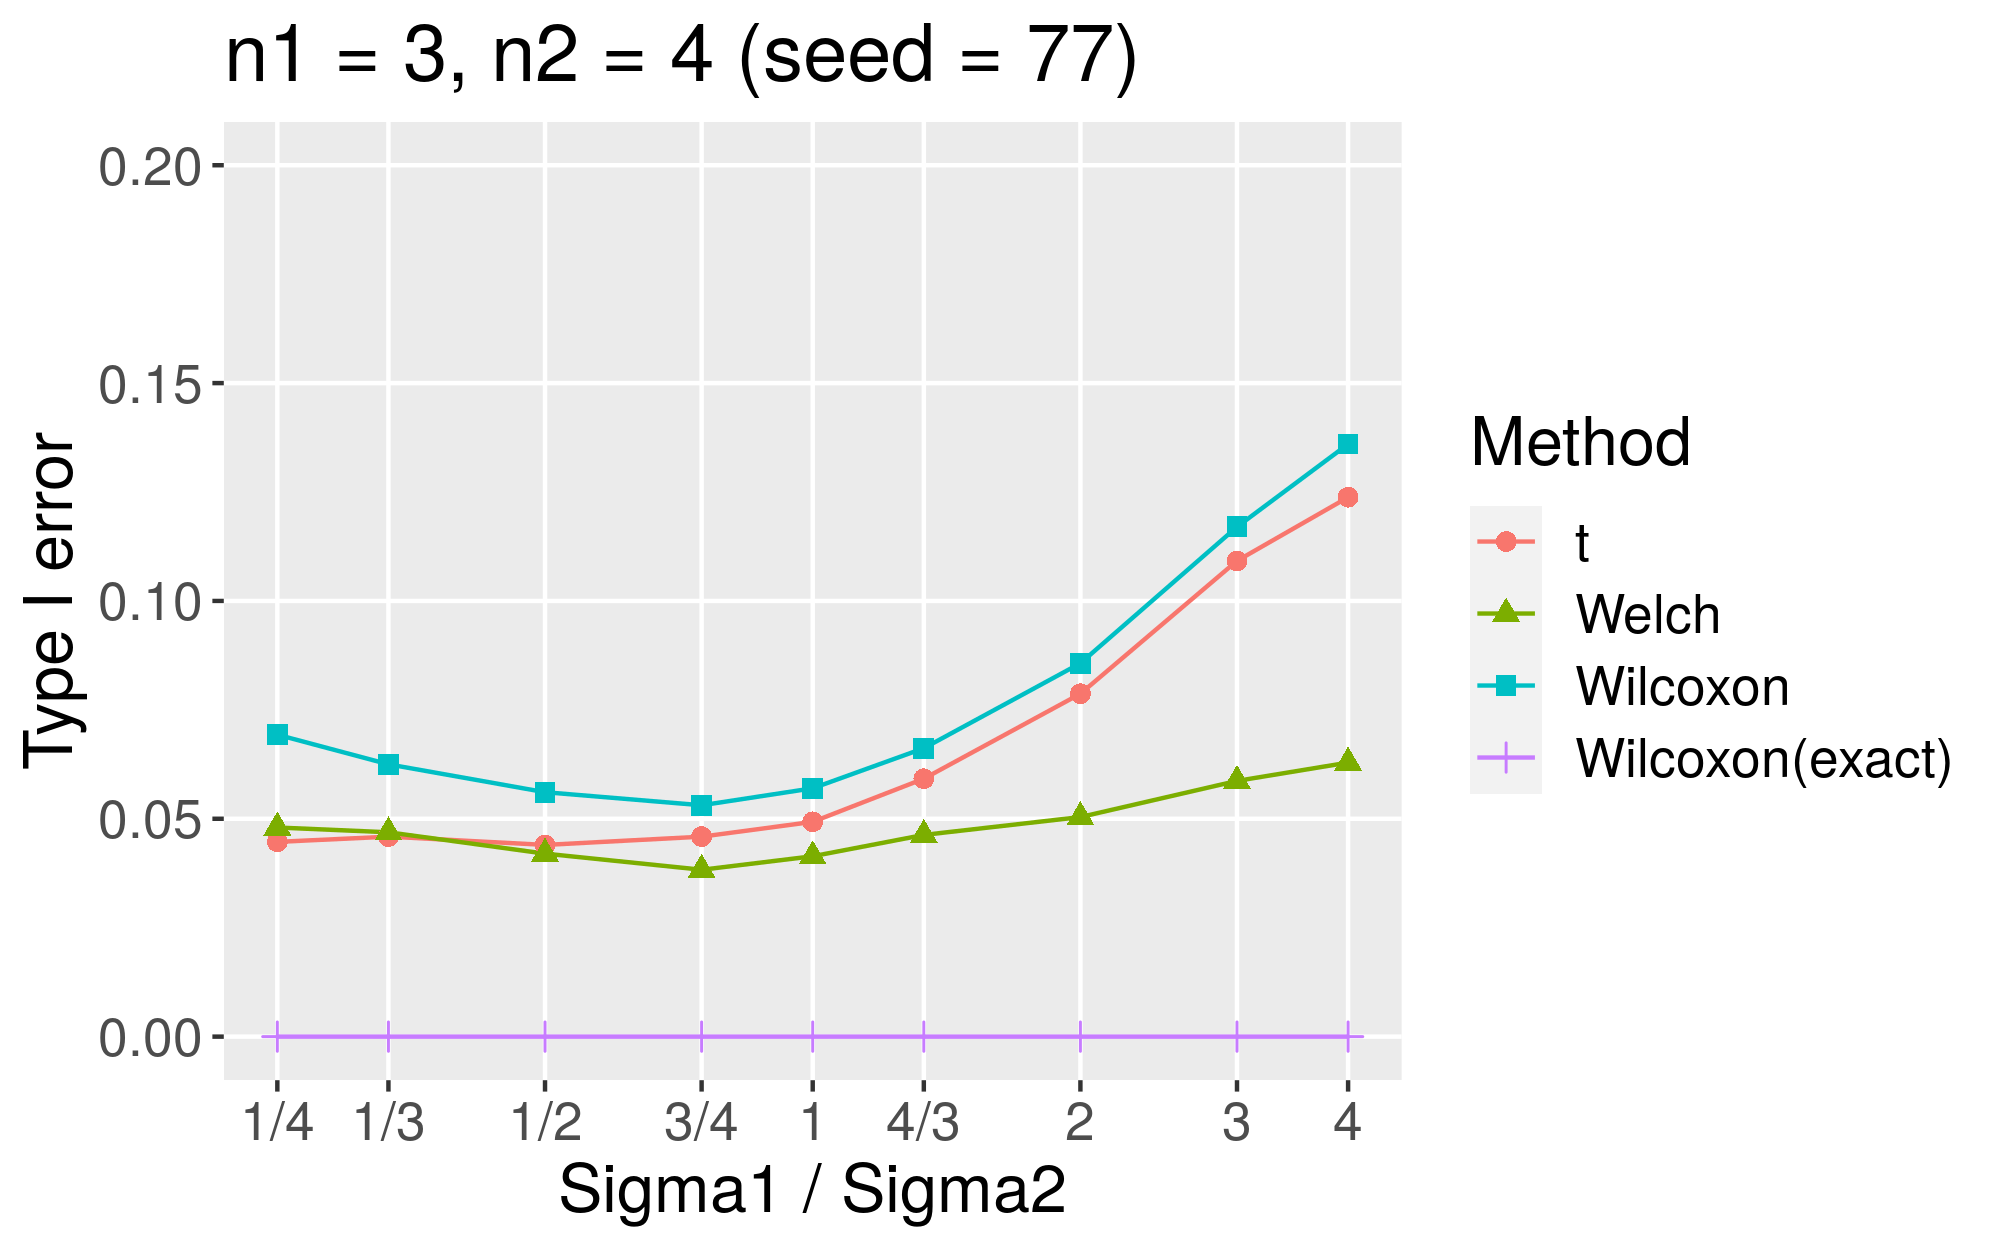 n1 = 3, n2 = 4 (seed = 77)
0.20
0.15
0.10
0.05
0.00
Type I error
1/4 1/3 1/2 3/4 1 4/3 2 3 4
Sigma1 / Sigma2
Method
t
Welch
Wilcoxon
Wilcoxon(exact)